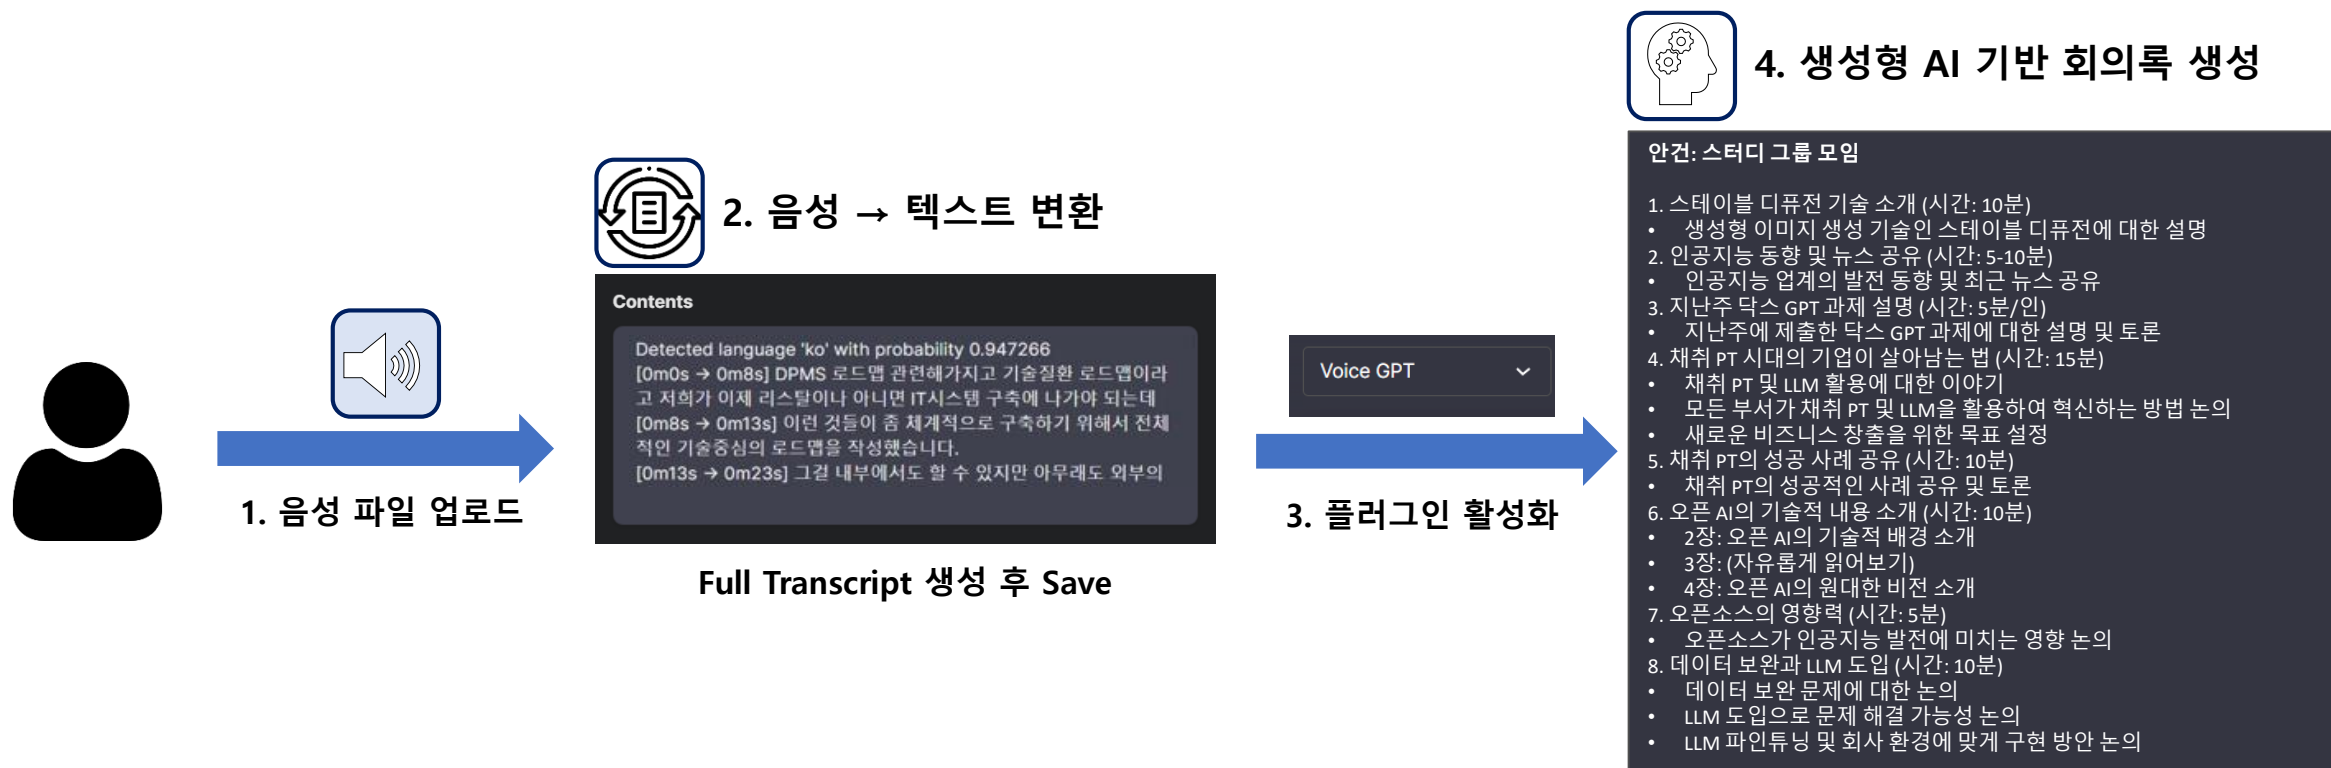 1. 음성 파일 업로드
2. 음성 → 텍스트 변환
Contents
Detected language 'ko' with probability 0.947266
[0m0s → 0m8s] DPMS 로드맵 관련해가지고 기술질환 로드맵이라
고 저희가 이제 리스탈이나 아니면 IT시스템 구축에 나가야 되는데
[0m8s → 0m13s] 이런 것들이 좀 체계적으로 구축하기 위해서 전체
적인 기술중심의 로드맵을 작성했습니다.
[0m13s → 0m23s] 그걸 내부에서도 할 수 있지만 아무래도 외부의
Full Transcript 생성 후 Save
Voice GPT
3. 플러그인 활성화
4. 생성형 AI 기반 회의록 생성
안건: 스터디 그룹 모임
1. 스테이블 디퓨전 기술 소개 (시간: 10분)
• 생성형 이미지 생성 기술인 스테이블 디퓨전에 대한 설명
2. 인공지능 동향 및 뉴스 공유 (시간: 5-10분)
• 인공지능 업계의 발전 동향 및 최근 뉴스 공유
3. 지난주 닥스 GPT 과제 설명 (시간: 5분/인)
• 지난주에 제출한 닥스 GPT 과제에 대한 설명 및 토론
4. 채취 PT 시대의 기업이 살아남는 법 (시간: 15분)
• 채취 PT 및 LLM 활용에 대한 이야기
• 모든 부서가 채취 PT 및 LLM을 활용하여 혁신하는 방법 논의
• 새로운 비즈니스 창출을 위한 목표 설정
5. 채취 PT의 성공 사례 공유 (시간: 10분)
• 채취 PT의 성공적인 사례 공유 및 토론
6. 오픈 AI의 기술적 내용 소개 (시간: 10분)
• 2장: 오픈 AI의 기술적 배경 소개
• 3장: (자유롭게 읽어보기)
• 4장: 오픈 AI의 원대한 비전 소개
7. 오픈소스의 영향력 (시간: 5분)
• 오픈소스가 인공지능 발전에 미치는 영향 논의
8. 데이터 보완과 LLM 도입 (시간: 10분)
• 데이터 보완 문제에 대한 논의
• LLM 도입으로 문제 해결 가능성 논의
• LLM 파인튜닝 및 회사 환경에 맞게 구현 방안 논의